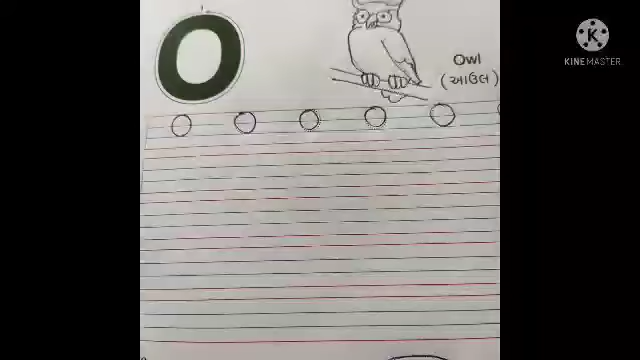 O
Owl
(આઉલ)
O O O O O
K
KINEMASTER